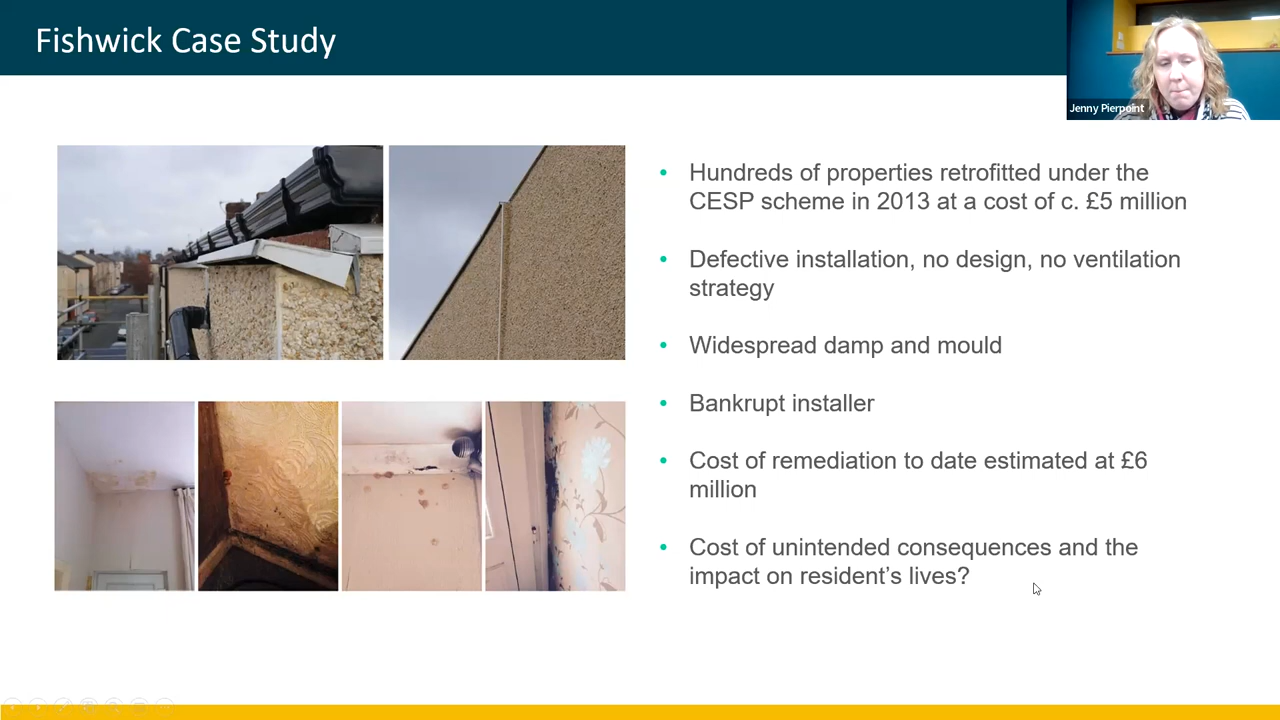 Fishwick Case Study
Jenny Pierpoint
• Hundreds of properties retrofitted under the
CESP scheme in 2013 at a cost of c. £5 million
• Defective installation, no design, no ventilation
strategy
• Widespread damp and mould
• Bankrupt installer
• Cost of remediation to date estimated at £6
million
• Cost of unintended consequences and the
impact on resident’s lives?